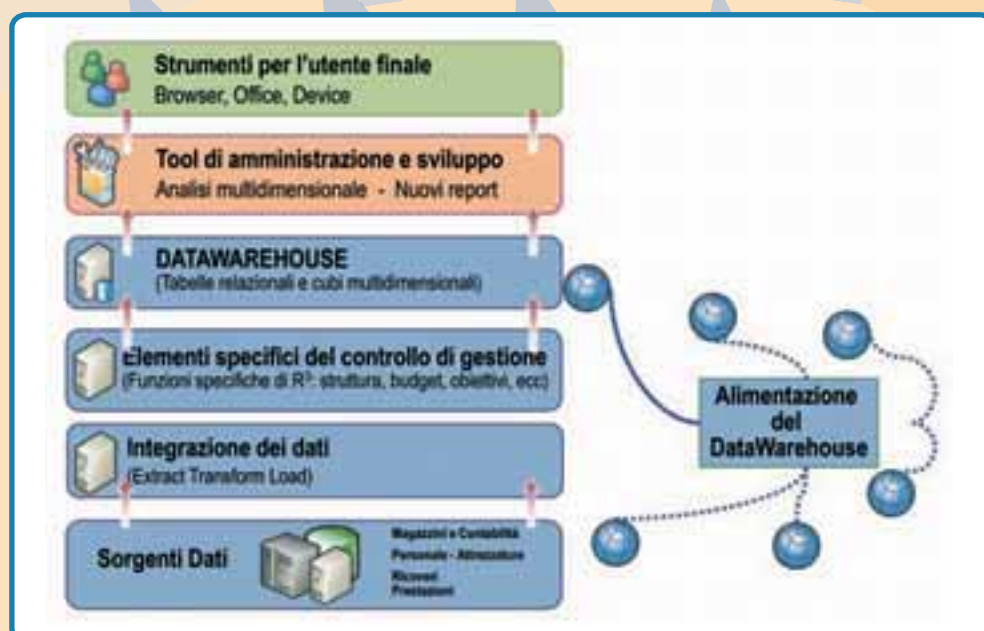 Strumenti per l'utente finale
Browser, Office, Device
Tool di amministrazione e sviluppo
Analisi multidimensionale - Nuovi report
DATAWAREHOUSE
(Tabelle relazionali e cubi multidimensionali)
Elementi specifici del controllo di gestione
(Funzioni specifiche di R³: struttura, budget, obiettivi, ecc)
Integrazione dei dati
(Extract Transform Load)
Sorgenti Dati
Magazzini e Contabilità
Personale - Attrezzature
Ricoveri
Prestazioni
Alimentazione
del
DataWarehouse